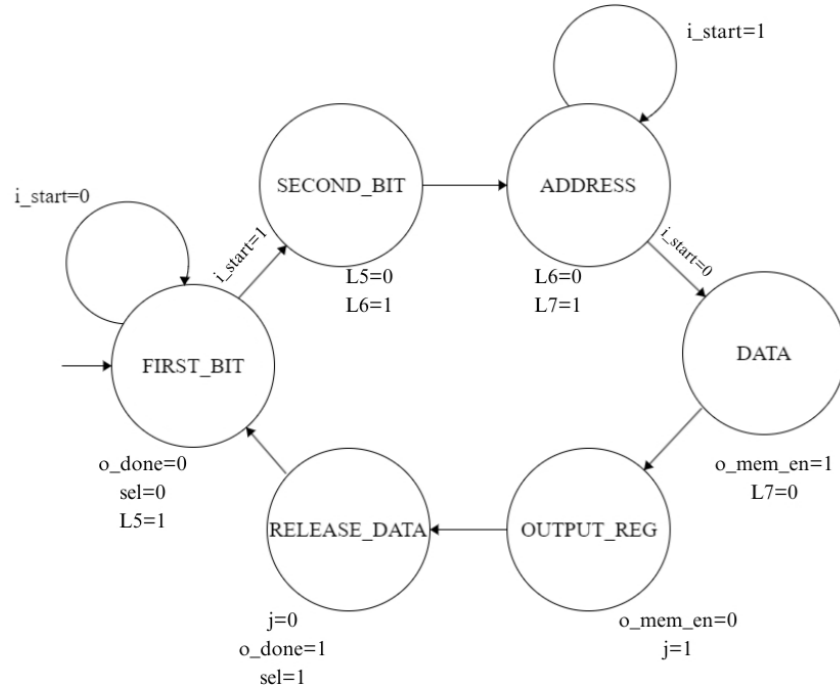 i_start=1
SECOND_BIT
ADDRESS
i_start=0
i_start=1
i_start=0
L5=0
L6=1
L6=0
L7=1
FIRST_BIT
DATA
o_done=0
sel=0
L5=1
o_mem_en=1
L7=0
RELEASE_DATA
OUTPUT_REG
j=0
o_done=1
sel=1
o_mem_en=0
j=1